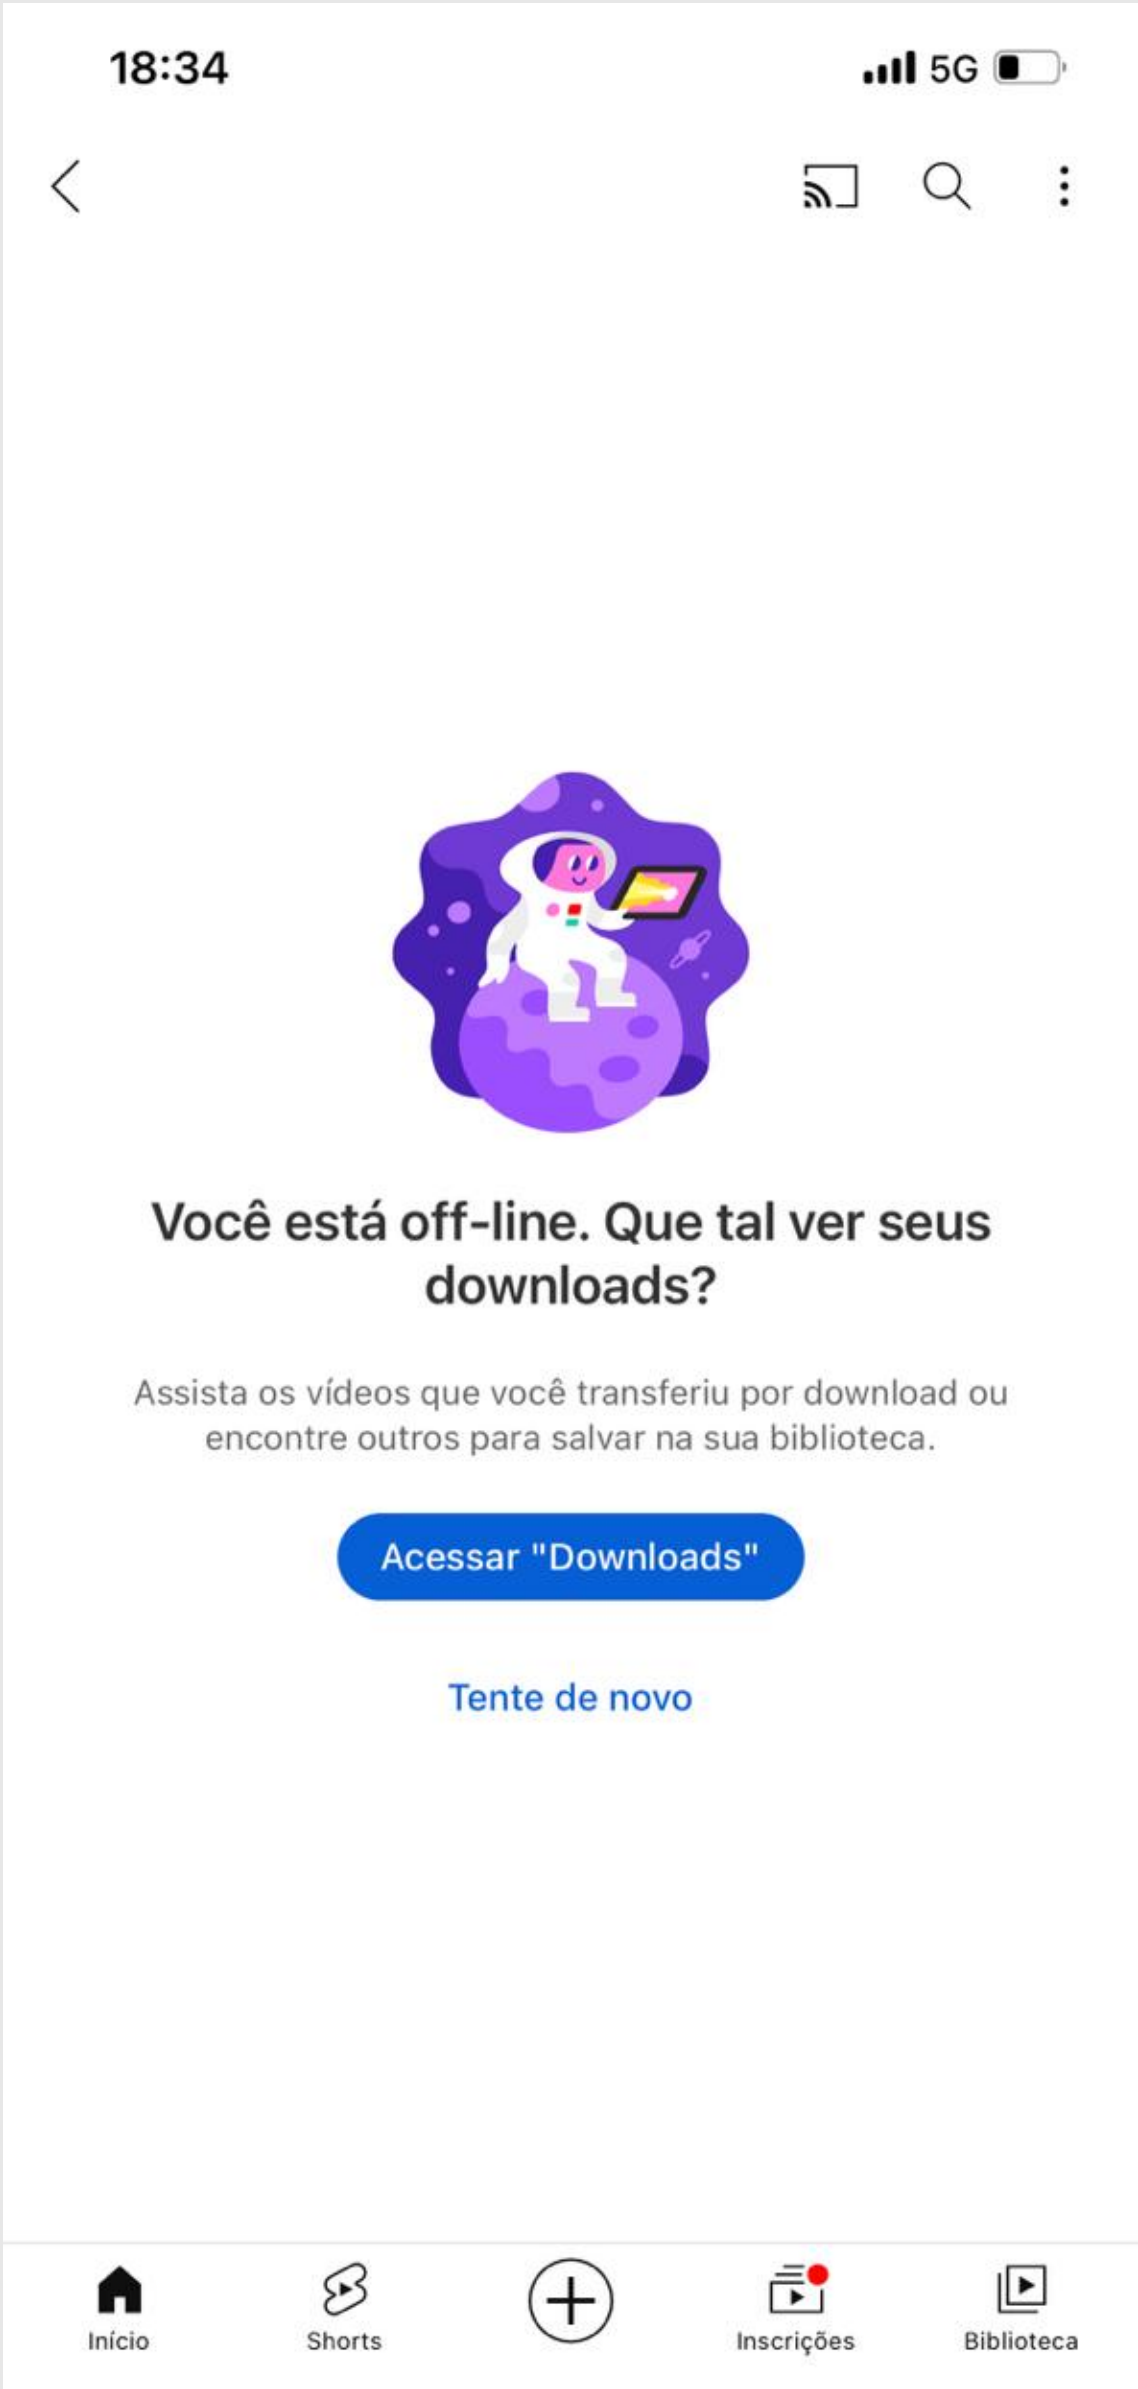 18:34
5G
Você está off-line. Que tal ver seus
downloads?
Assista os vídeos que você transferiu por download ou
encontre outros para salvar na sua biblioteca.
Acessar "Downloads"
Tente de novo
Início
Shorts
Inscrições
Biblioteca